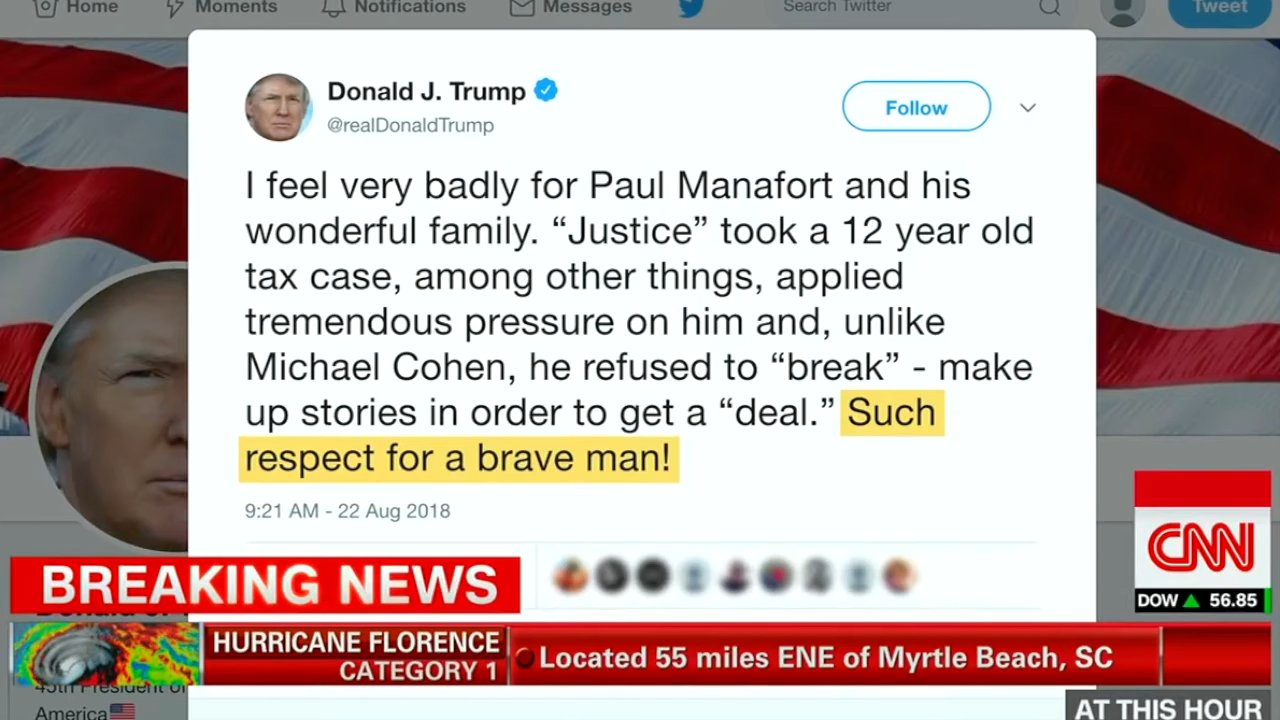 Home Moments Notifications Messages Search Twitter Tweet
Donald J. Trump
@realDonaldTrump
Follow
I feel very badly for Paul Manafort and his
wonderful family. “Justice” took a 12 year old
tax case, among other things, applied
tremendous pressure on him and, unlike
Michael Cohen, he refused to “break” - make
up stories in order to get a “deal.” Such
respect for a brave man!
9:21 AM - 22 Aug 2018
CNN
DOW 56.85
BREAKING NEWS
HURRICANE FLORENCE
CATEGORY 1
Located 55 miles ENE of Myrtle Beach, SC
45th President of
America
AT THIS HOUR